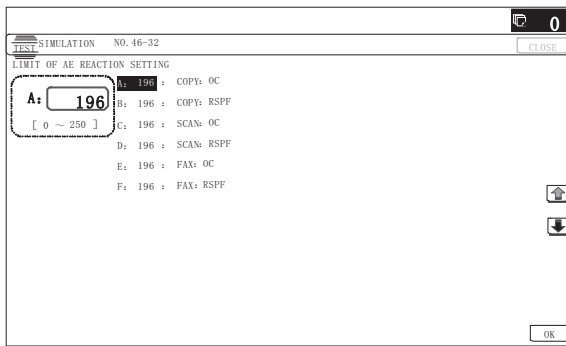 0
TEST SIMULATION NO.46-32
CLOSE
LIMIT OF AE REACTION SETTING
A: 196
[ 0 ~ 250 ]
A: 196 : COPY: OC
B: 196 : COPY: RSPF
C: 196 : SCAN: OC
D: 196 : SCAN: RSPF
E: 196 : FAX: OC
F: 196 : FAX: RSPF
OK